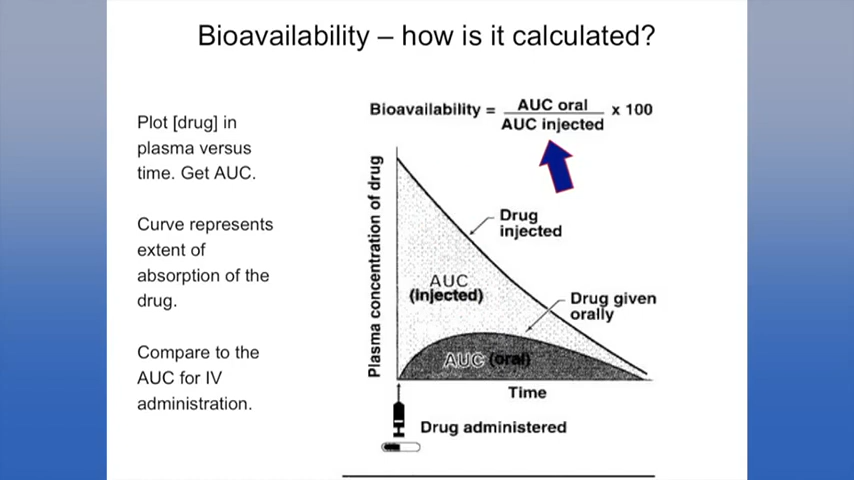 Bioavailability – how is it calculated?
Plot [drug] in
plasma versus
time. Get AUC.
Curve represents
extent of
absorption of the
drug.
Compare to the
AUC for IV
administration.
Bioavailability = AUC oral / AUC injected x 100
Plasma concentration of drug
Drug
injected
AUC
(injected)
Drug given
orally
AUC (oral)
Time
Drug administered